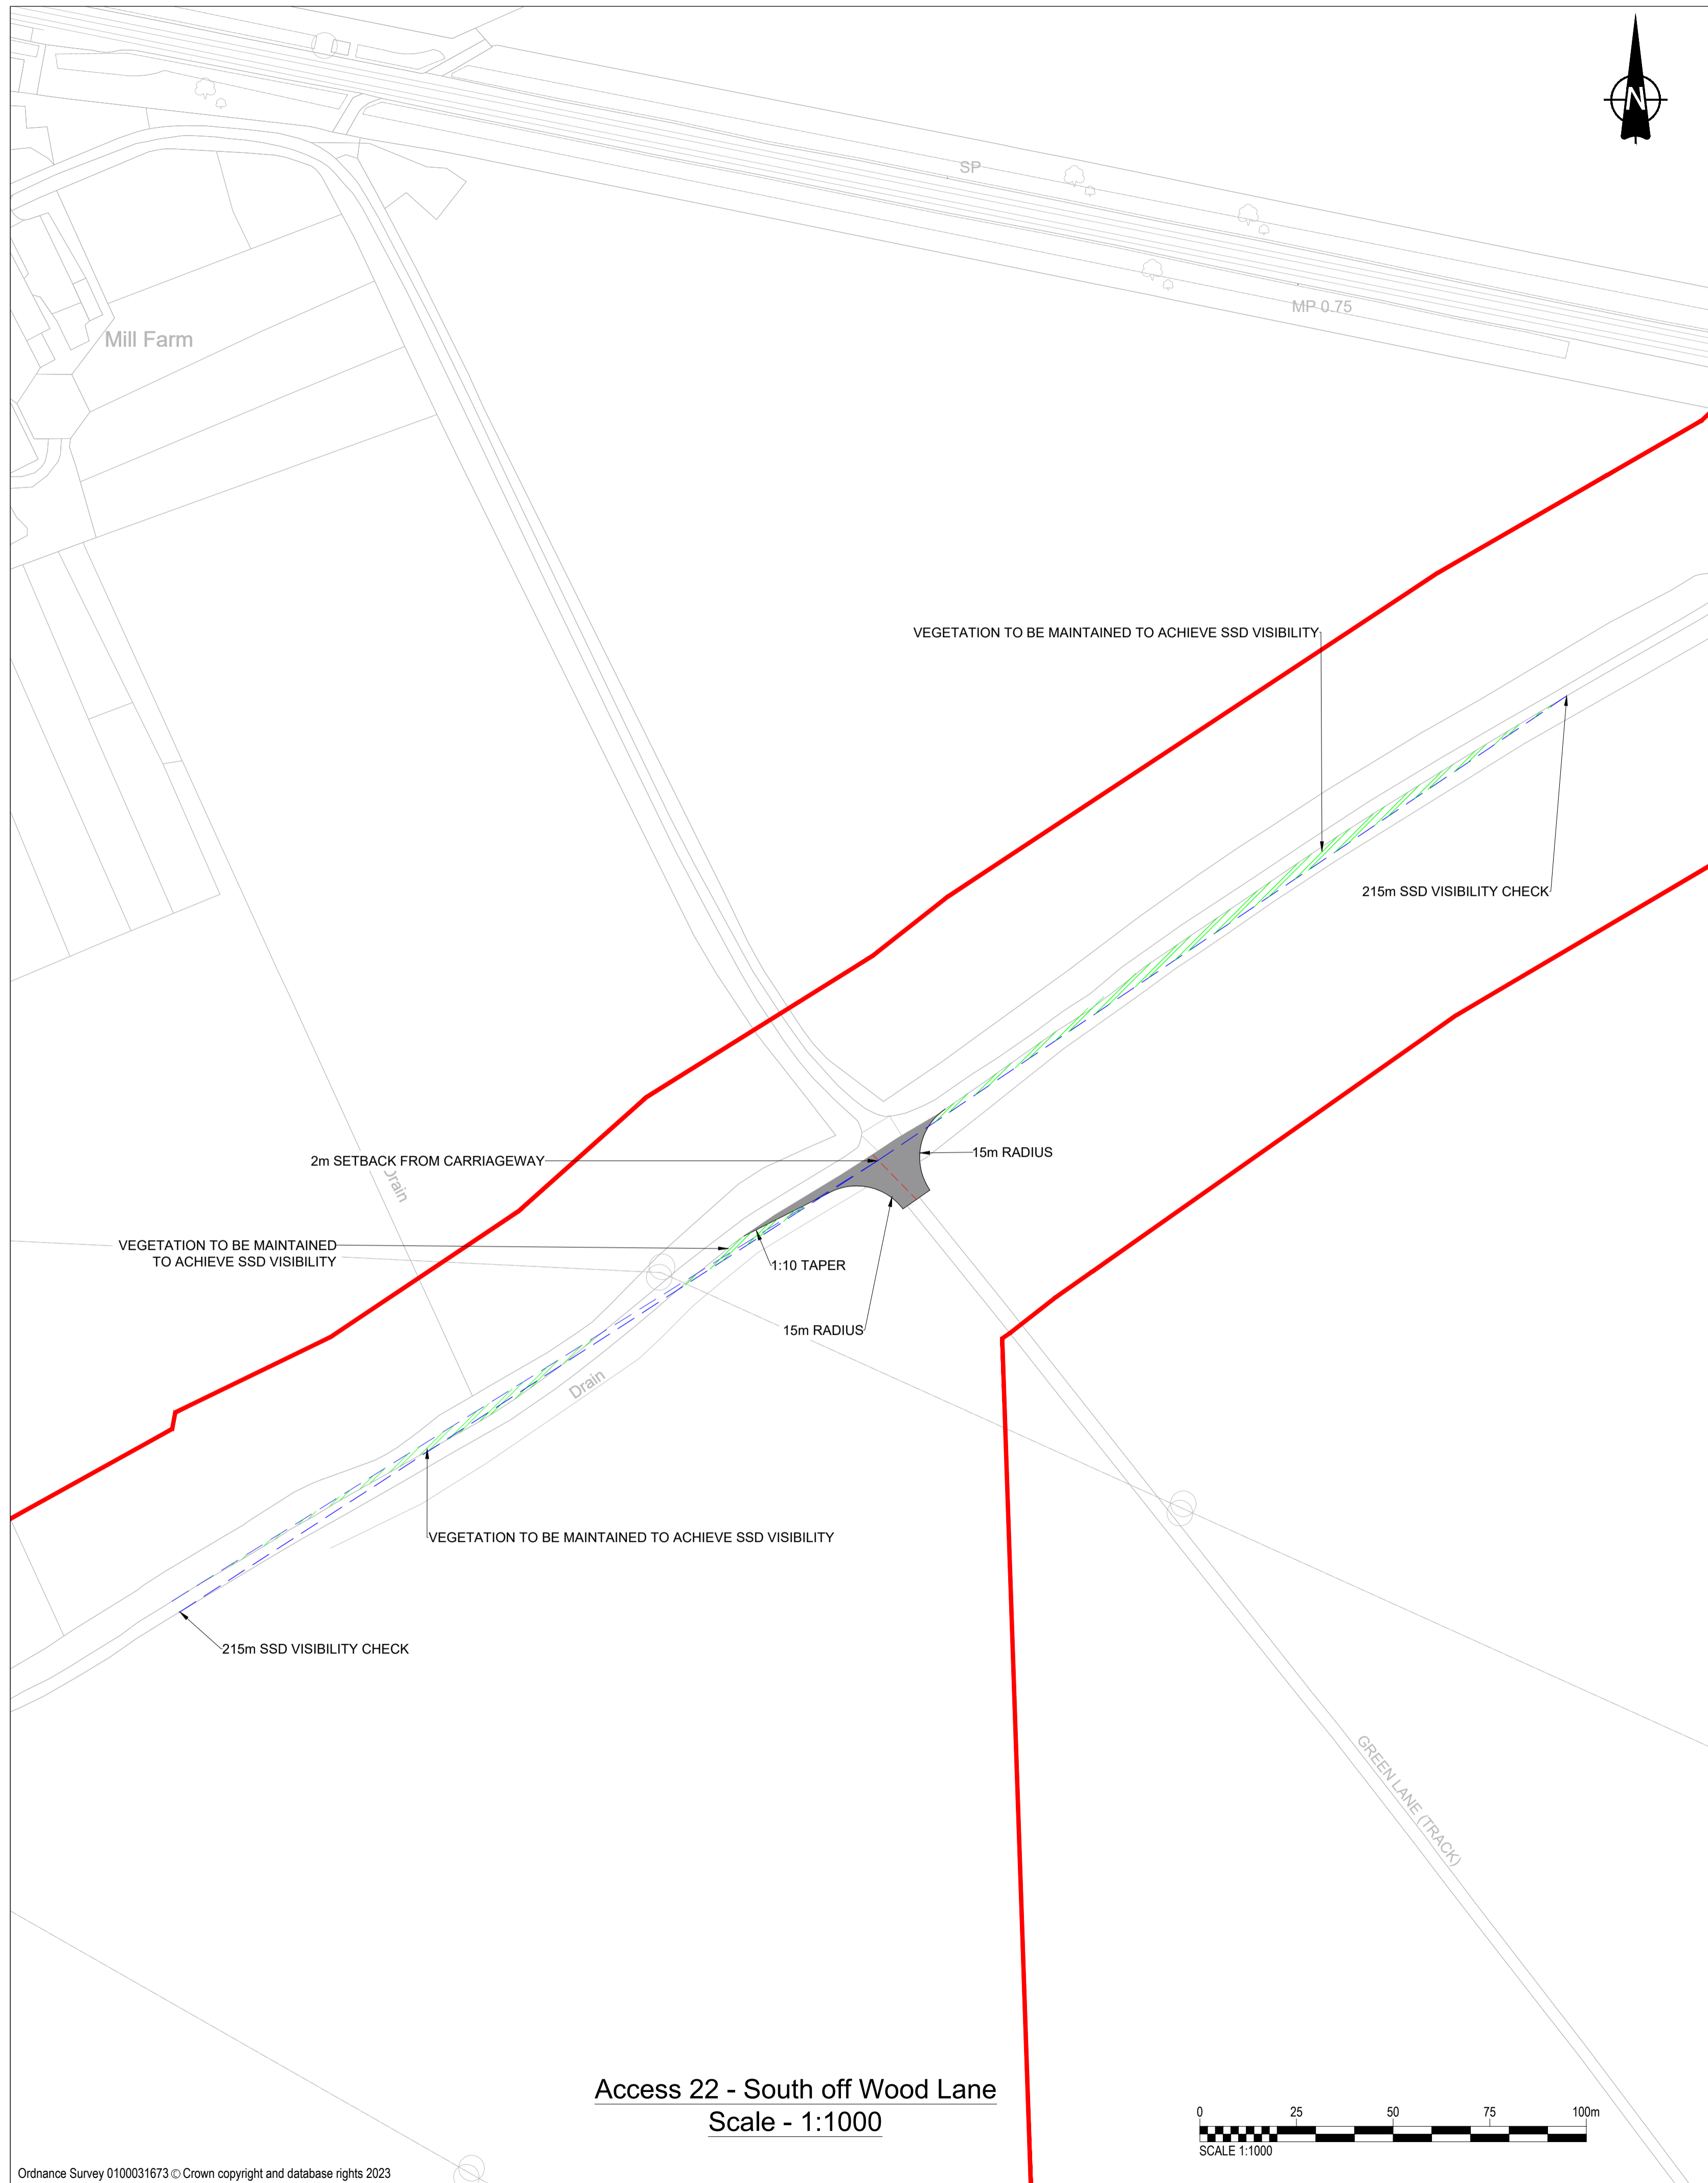 N
SP
MP 0.75
Mill Farm
VEGETATION TO BE MAINTAINED TO ACHIEVE SSD VISIBILITY
215m SSD VISIBILITY CHECK
2m SETBACK FROM CARRIAGEWAY
15m RADIUS
Drain
VEGETATION TO BE MAINTAINED
TO ACHIEVE SSD VISIBILITY
1:10 TAPER
15m RADIUS
Drain
VEGETATION TO BE MAINTAINED TO ACHIEVE SSD VISIBILITY
215m SSD VISIBILITY CHECK
GREEN LANE (TRACK)
Access 22 - South off Wood Lane
Scale - 1:1000
0 25 50 75 100m
SCALE 1:1000
Ordnance Survey 0100031673 © Crown copyright and database rights 2023